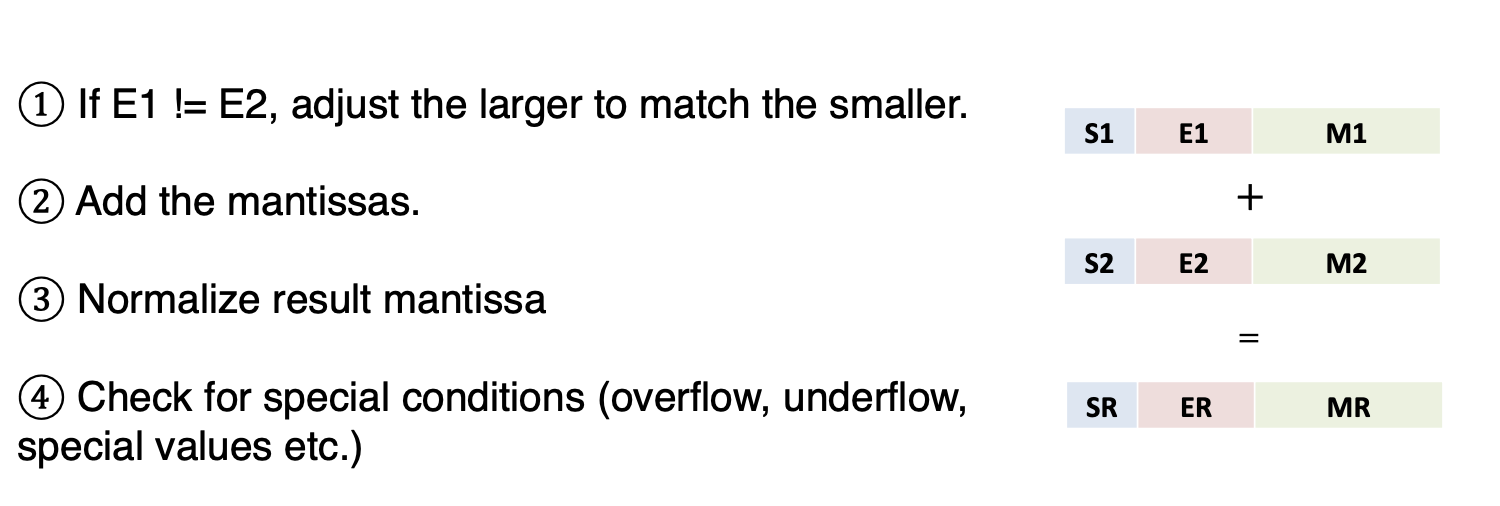 ① If E1 != E2, adjust the larger to match the smaller.
② Add the mantissas.
③ Normalize result mantissa
④ Check for special conditions (overflow, underflow,
special values etc.)
S1 E1 M1
+
S2 E2 M2
=
SR ER MR